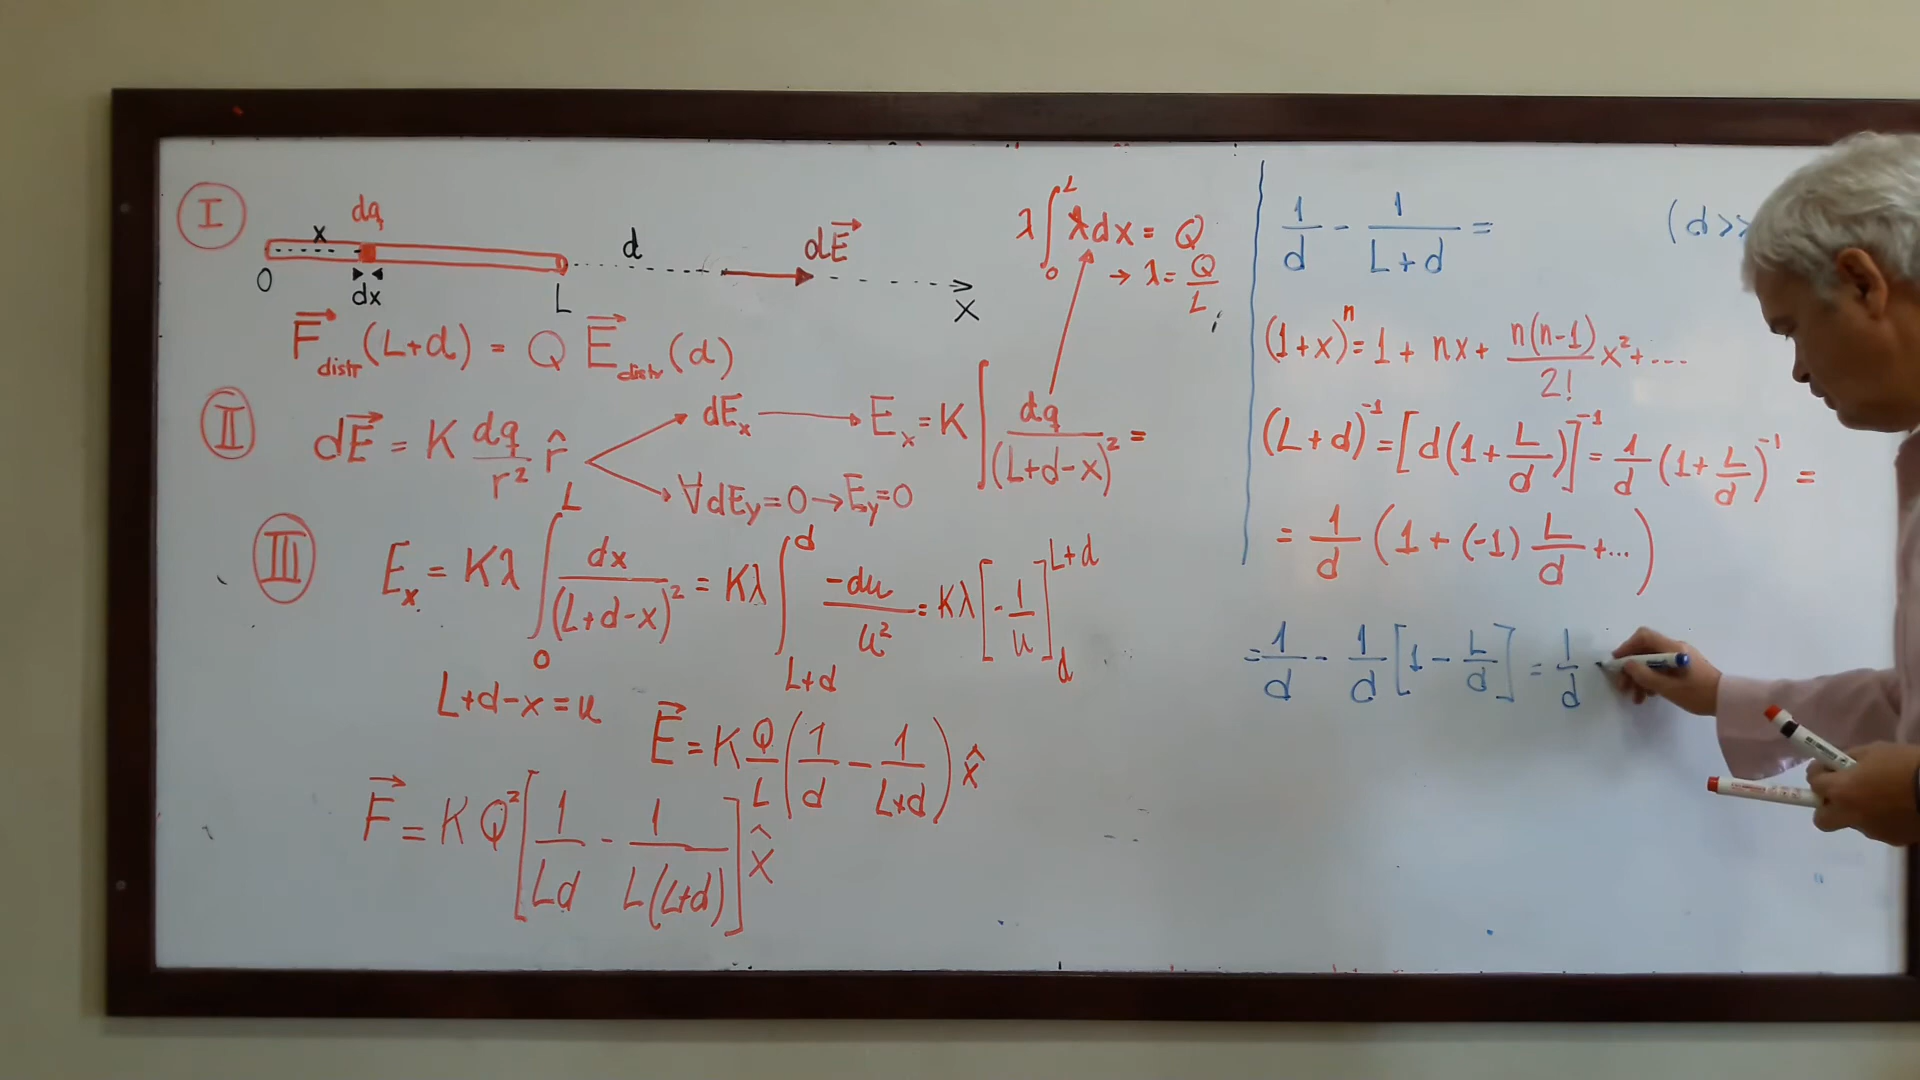 I
dq
x
0
dx
L
d
dE⃗
x
λ∫₀ᴸ dx = Q
→ λ = Q/L
F⃗distr (L+d) = Q E⃗distr (d)
II
dE⃗ = K dq/r² r̂
dEx → Ex = K ∫ dq/(L+d-x)² =
∀dEy = 0 → Ey = 0
III
Ex = Kλ ∫₀ᴸ dx/(L+d-x)² = Kλ ∫_{L+d}^{d} -du/u² = Kλ [-1/u]_d^{L+d}
L+d-x = u
E⃗ = K Q/L (1/d - 1/(L+d)) x̂
F⃗ = K Q² [1/(Ld) - 1/(L(L+d))] x̂
1/d - 1/(L+d) = (d>>
(1+x)ⁿ = 1 + nx + n(n-1)/2! x² + ....
(L+d)⁻¹ = [d(1+L/d)]⁻¹ = 1/d (1+L/d)⁻¹ =
= 1/d (1 + (-1) L/d + ...)
= 1/d - 1/d [1 - L/d] = 1/d